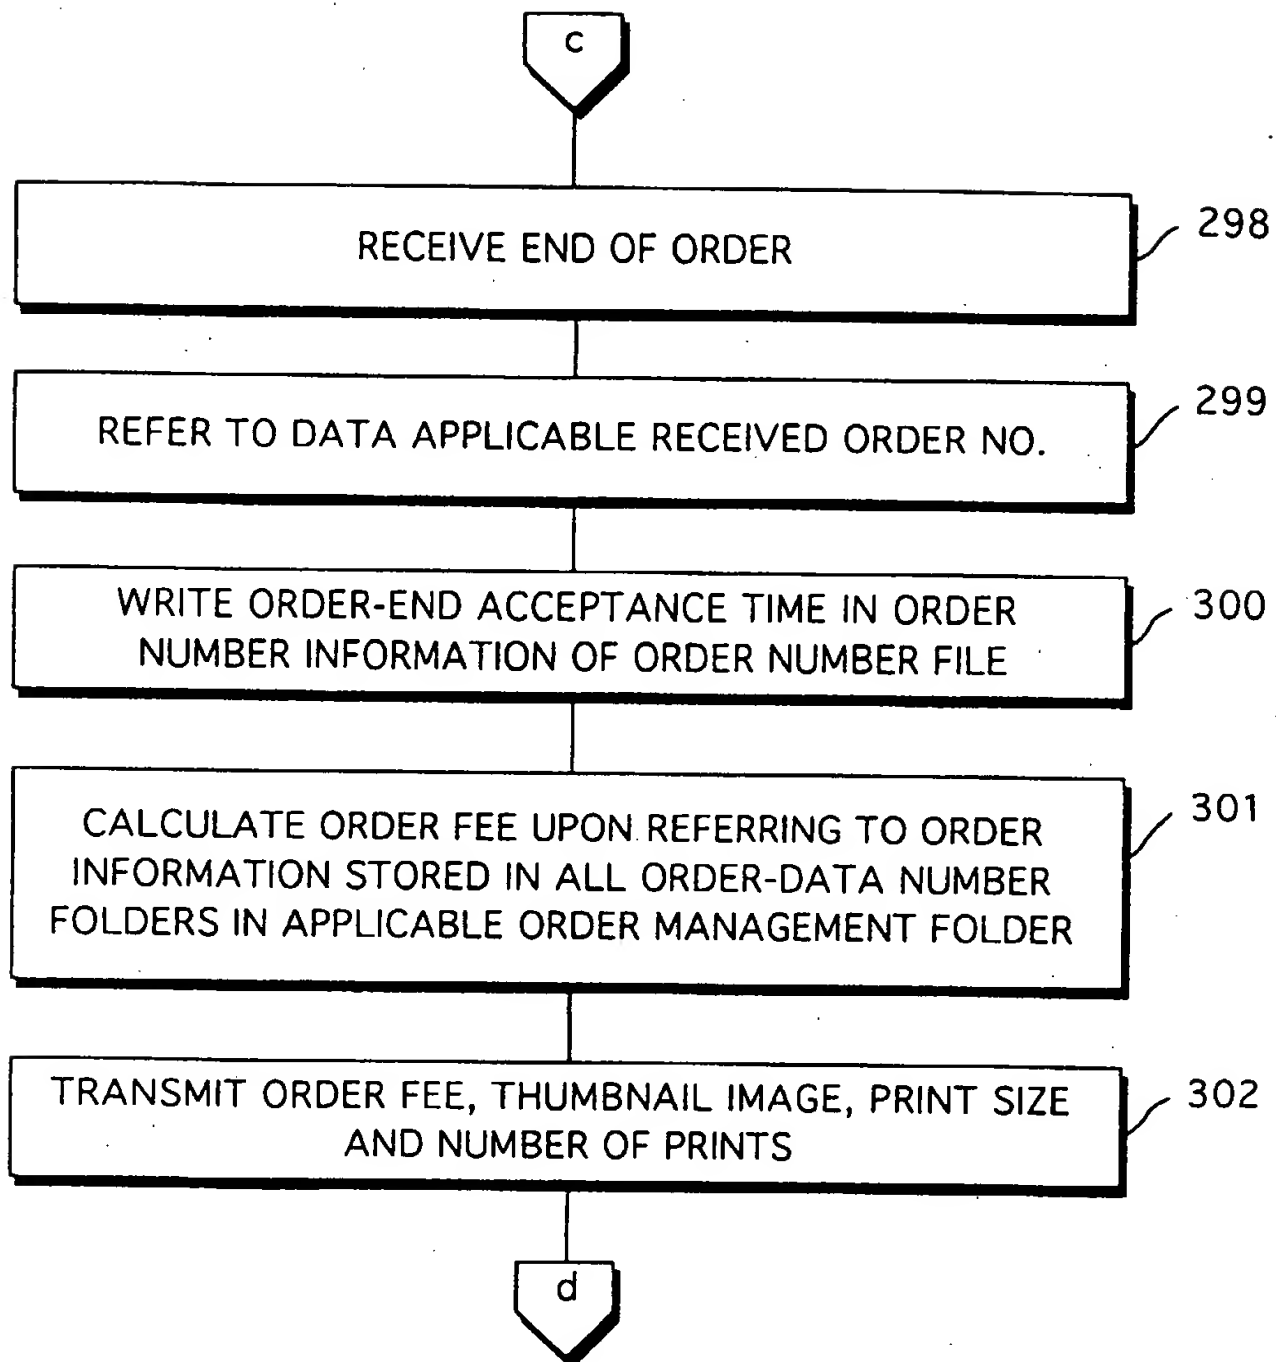 c
RECEIVE END OF ORDER
298
REFER TO DATA APPLICABLE RECEIVED ORDER NO.
299
WRITE ORDER-END ACCEPTANCE TIME IN ORDER
NUMBER INFORMATION OF ORDER NUMBER FILE
300
CALCULATE ORDER FEE UPON REFERRING TO ORDER
INFORMATION STORED IN ALL ORDER-DATA NUMBER
FOLDERS IN APPLICABLE ORDER MANAGEMENT FOLDER
301
TRANSMIT ORDER FEE, THUMBNAIL IMAGE, PRINT SIZE
AND NUMBER OF PRINTS
302
d